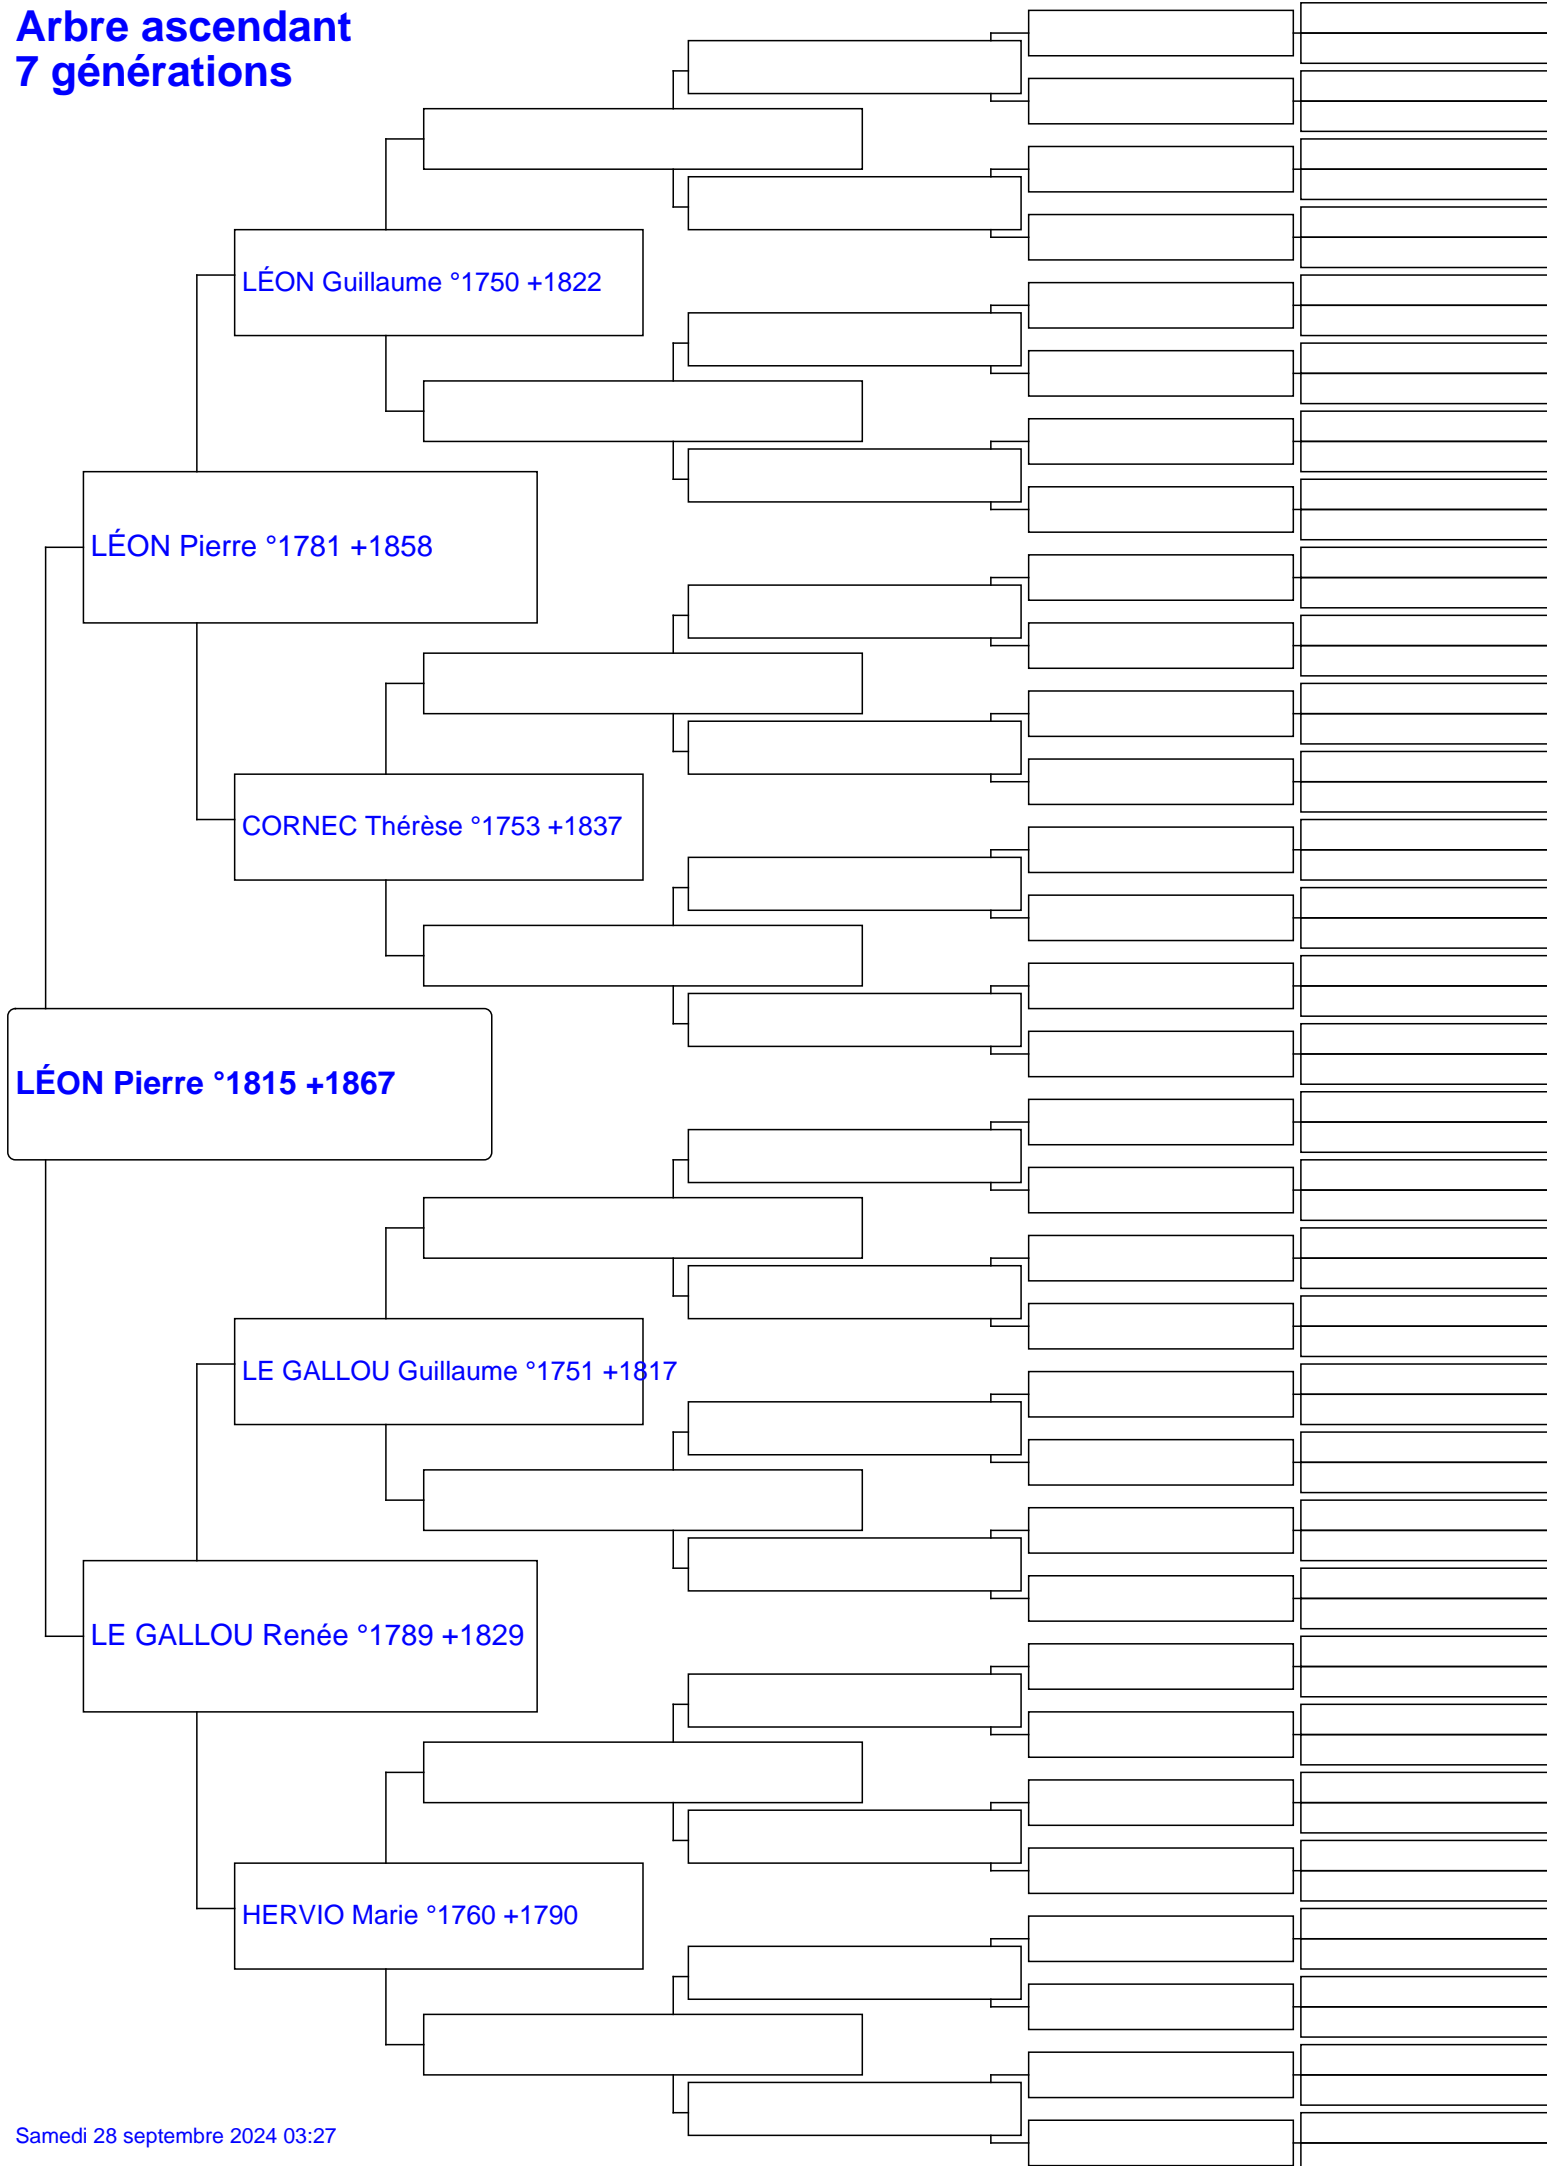 Arbre ascendant
7 générations
LÉON Guillaume °1750 +1822
LÉON Pierre °1781 +1858
CORNEC Thérèse °1753 +1837
LÉON Pierre °1815 +1867
LE GALLOU Guillaume °1751 +1817
LE GALLOU Renée °1789 +1829
HERVIO Marie °1760 +1790
Samedi 28 septembre 2024 03:27